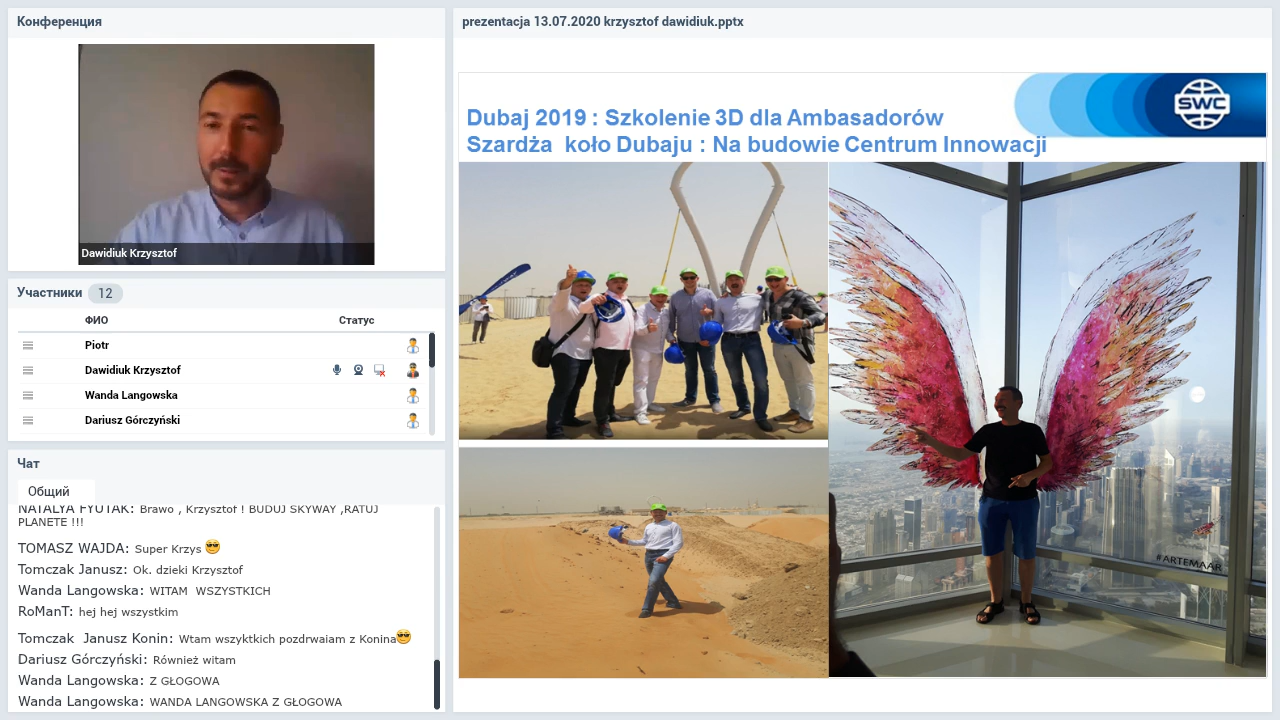 Конференция
Dawidiuk Krzysztof
Участники 12
ФИО Статус
Piotr
Dawidiuk Krzysztof
Wanda Langowska
Dariusz Górczyński
Чат
Общий
NATALYA FYUTAK: Brawo , Krzysztof ! BUDUJ SKYWAY ,RATUJ
PLANETE !!!
TOMASZ WAJDA: Super Krzys
Tomczak Janusz: Ok. dzieki Krzysztof
Wanda Langowska: WITAM  WSZYSTKICH
RoManT: hej hej wszystkim
Tomczak  Janusz Konin: Wtam wszyktkich pozdrwaiam z Konina
Dariusz Górczyński: Również witam
Wanda Langowska: Z GŁOGOWA
Wanda Langowska: WANDA LANGOWSKA Z GŁOGOWA
prezentacja 13.07.2020 krzysztof dawidiuk.pptx
SWC
Dubaj 2019 : Szkolenie 3D dla Ambasadorów
Szardża  koło Dubaju : Na budowie Centrum Innowacji
#ARTEMAAR